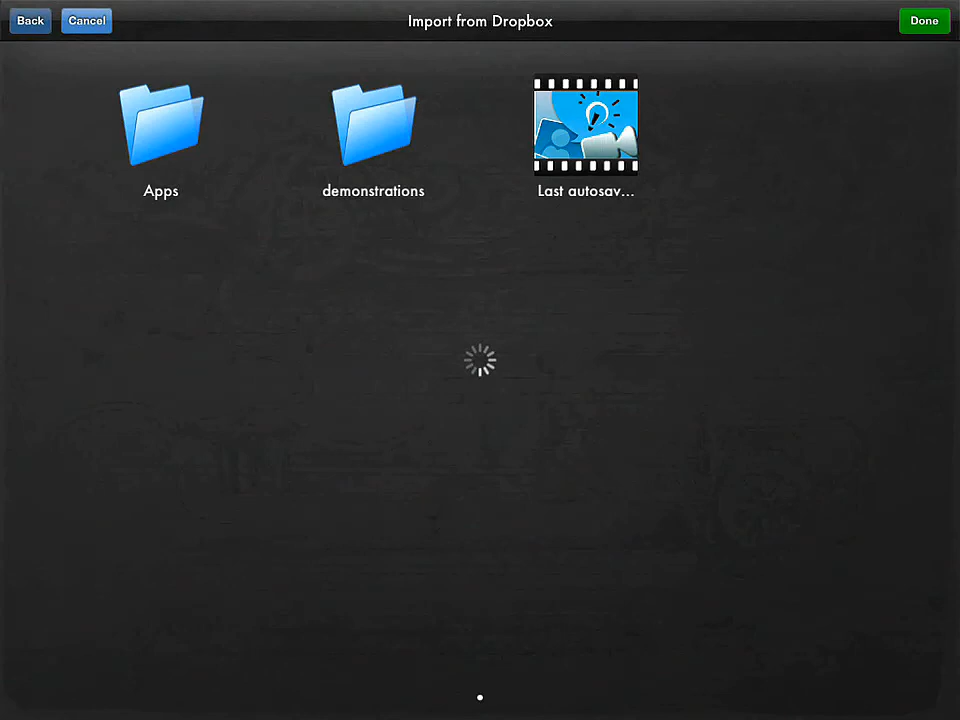 Back
Cancel
Import from Dropbox
Done
Apps
demonstrations
Last autosav...